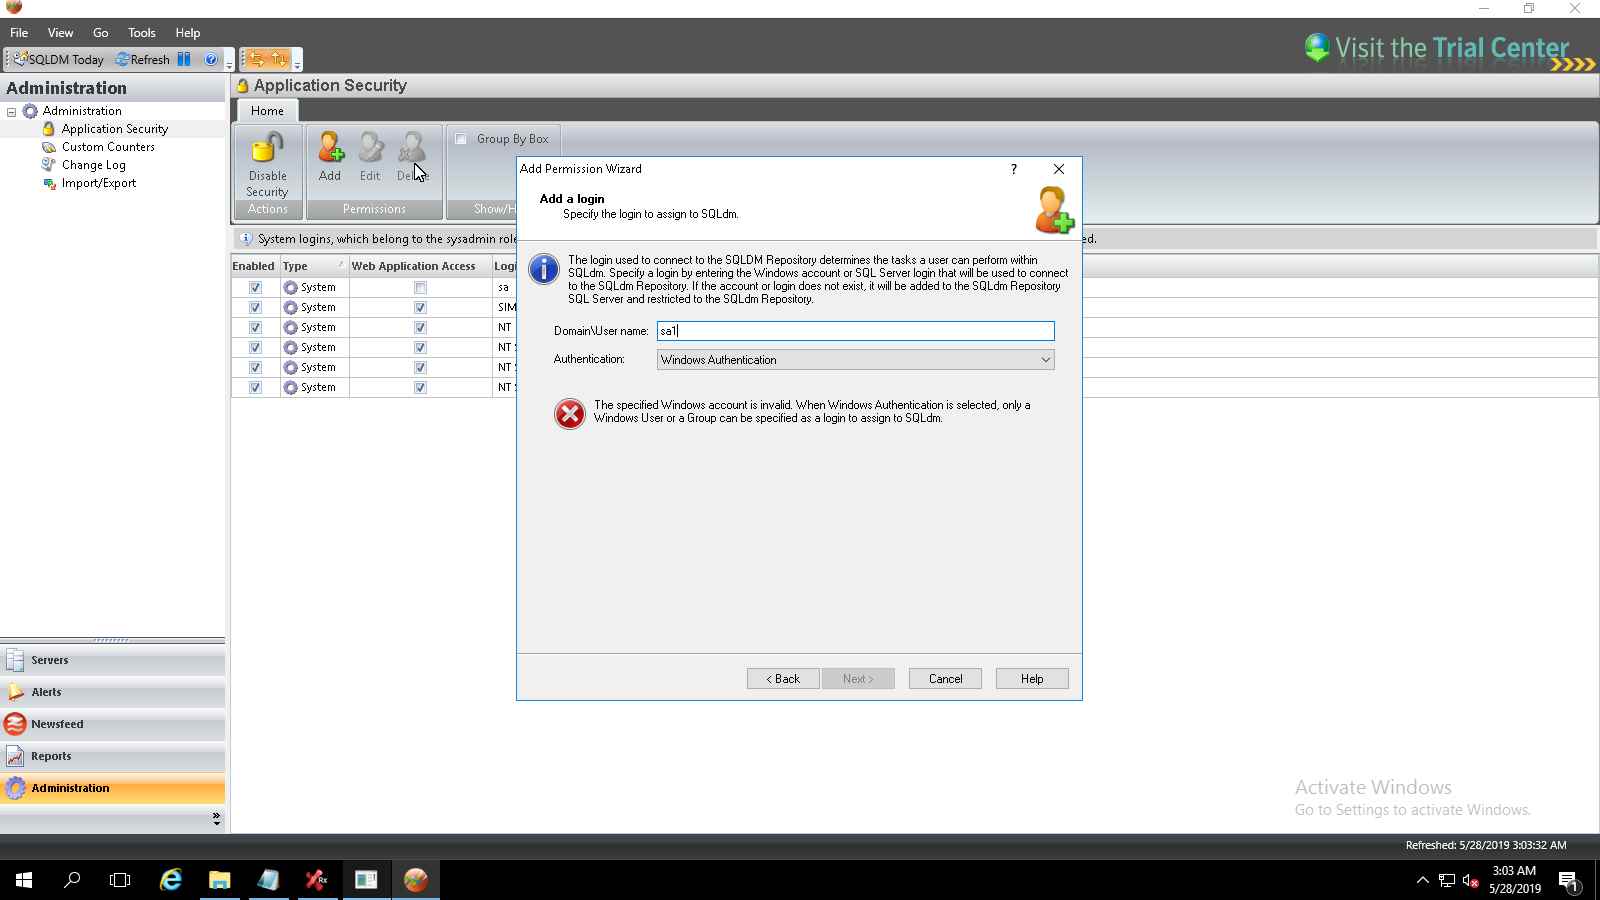 File View Go Tools Help
SQLDM Today Refresh
Visit the Trial Center
Administration
Administration
Application Security
Custom Counters
Change Log
Import/Export
Application Security
Home
Disable
Security
Add
Edit
Group By Box
Actions
Permissions
System logins, which belong to the sysadmin role
Enabled Type Web Application Access
System sa
System
System NT
System NT
System NT
System NT
Add Permission Wizard
?
Add a login
Specify the login to assign to SQLdm.
The login used to connect to the SQLDM Repository determines the tasks a user can perform within
SQLdm. Specify a login by entering the Windows account or SQL Server login that will be used to connect
to the SQLdm Repository. If the account or login does not exist, it will be added to the SQLdm Repository
SQL Server and restricted to the SQLdm Repository.
Domain\User name: sa1
Authentication: Windows Authentication
The specified Windows account is invalid. When Windows Authentication is selected, only a
Windows User or a Group can be specified as a login to assign to SQLdm.
< Back Next > Cancel Help
Servers
Alerts
Newsfeed
Reports
Administration
Activate Windows
Go to Settings to activate Windows.
Refreshed: 5/28/2019 3:03:32 AM
3:03 AM
5/28/2019
1